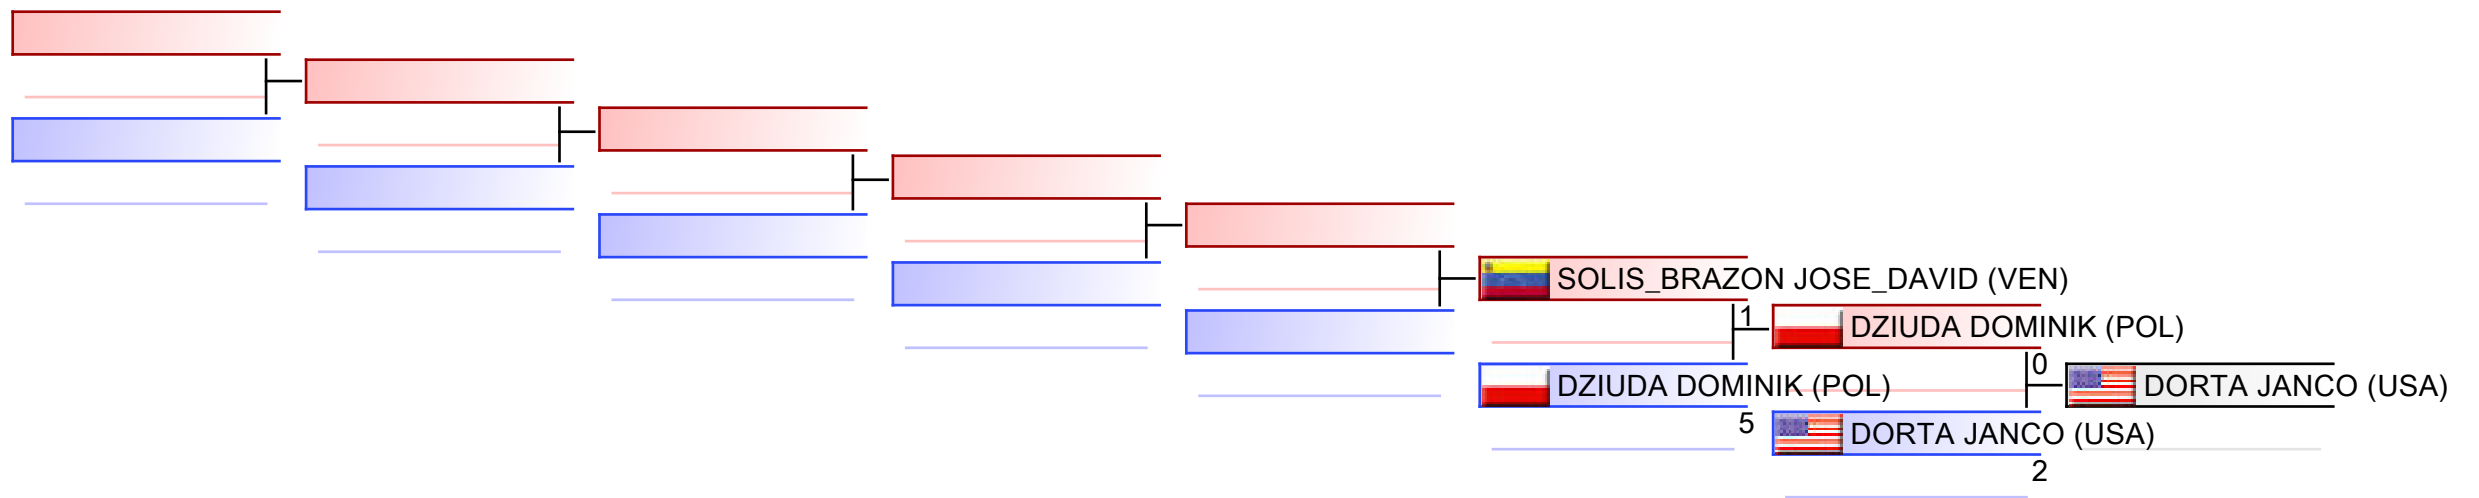 SOLIS_BRAZON JOSE_DAVID (VEN)
1
DZIUDA DOMINIK (POL)
0
DZIUDA DOMINIK (POL)
DORTA JANCO (USA)
5
DORTA JANCO (USA)
2